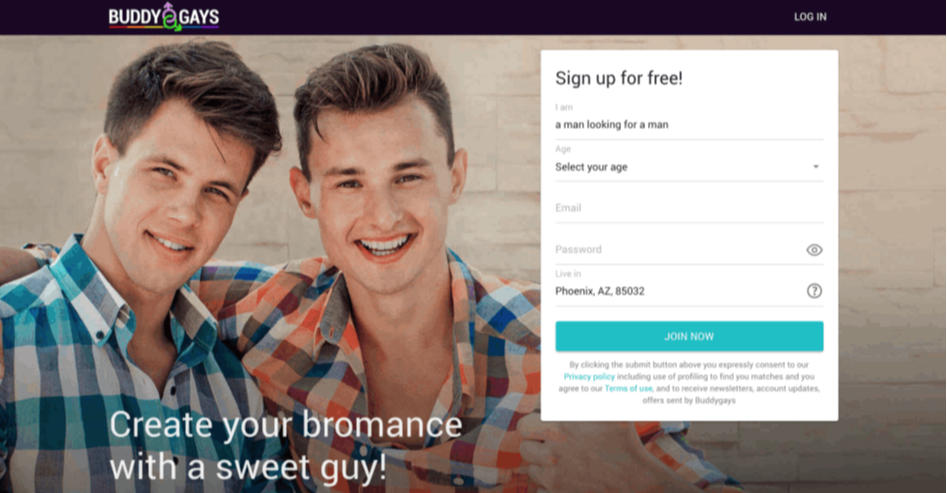 BUDDY GAYS
LOG IN
Sign up for free!
I am
a man looking for a man
Age
Select your age
Email
Password
Live in
Phoenix, AZ, 85032
?
JOIN NOW
By clicking the submit button above you expressly consent to our
Privacy policy including use of profiling to find you matches and you
agree to our Terms of use, and to receive newsletters, account updates,
offers sent by Buddygays
Create your bromance
with a sweet guy!